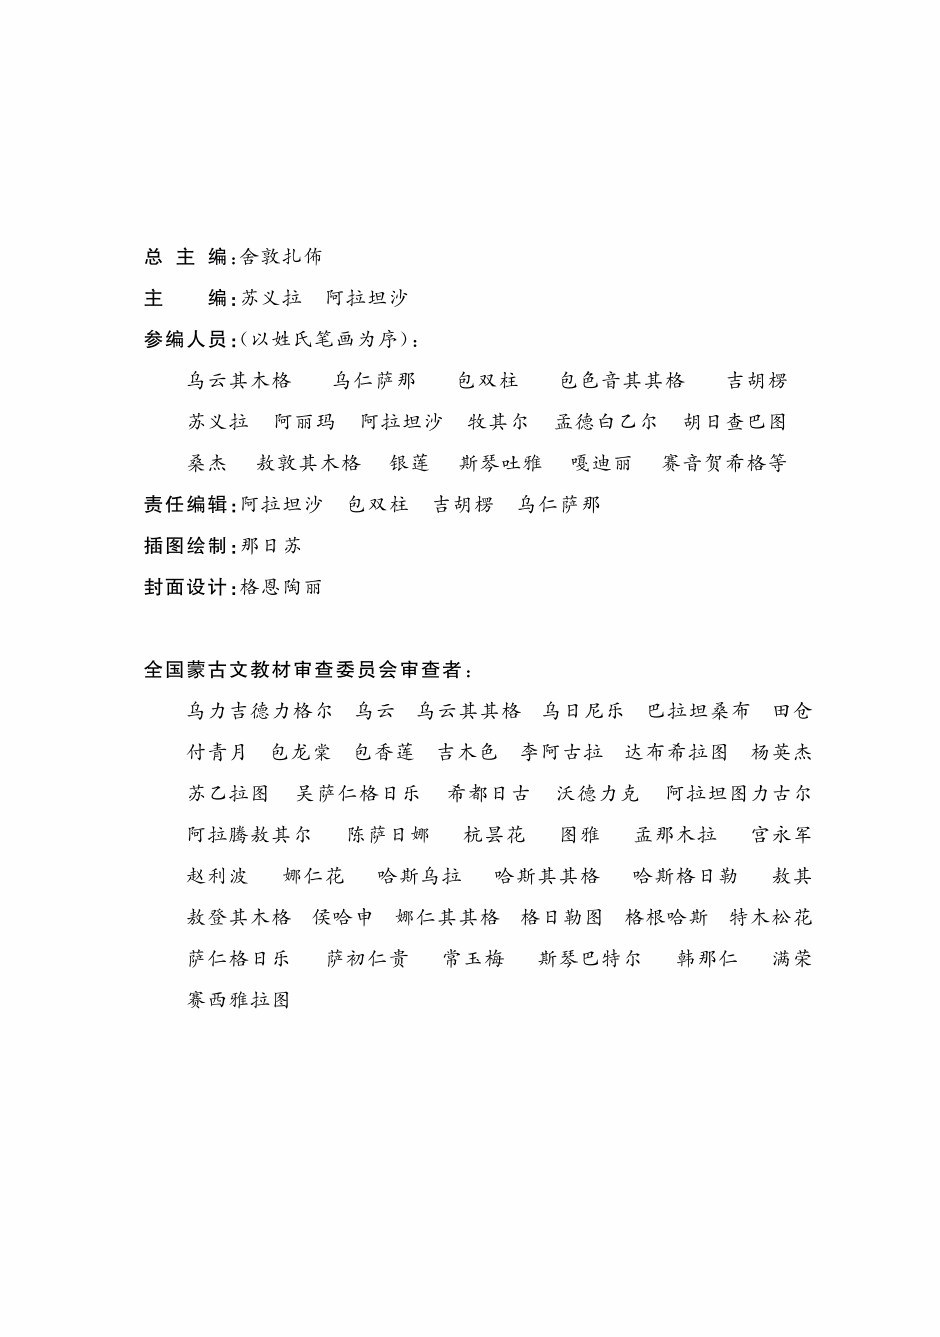 总 主 编:舍敦扎佈
主 编:苏义拉 阿拉坦沙
参编人员:(以姓氏笔画为序):
乌云其木格 乌仁萨那 包双柱 包色音其其格 吉胡楞
苏义拉 阿丽玛 阿拉坦沙 牧其尔 孟德白乙尔 胡日查巴图
桑杰 敖敦其木格 银莲 斯琴吐雅 嘎迪丽 赛音贺希格等
责任编辑:阿拉坦沙 包双柱 吉胡楞 乌仁萨那
插图绘制:那日苏
封面设计:格恩陶丽
全国蒙古文教材审查委员会审查者:
乌力吉德力格尔 乌云 乌云其其格 乌日尼乐 巴拉坦桑布 田仓
付青月 包龙棠 包香莲 吉木色 李阿古拉 达布希拉图 杨英杰
苏乙拉图 吴萨仁格日乐 希都日古 沃德力克 阿拉坦图力古尔
阿拉腾敖其尔 陈萨日娜 杭昙花 图雅 孟那木拉 宫永军
赵利波 娜仁花 哈斯乌拉 哈斯其其格 哈斯格日勒 敖其
敖登其木格 侯哈申 娜仁其其格 格日勒图 格根哈斯 特木松花
萨仁格日乐 萨初仁贵 常玉梅 斯琴巴特尔 韩那仁 满荣
赛西雅拉图